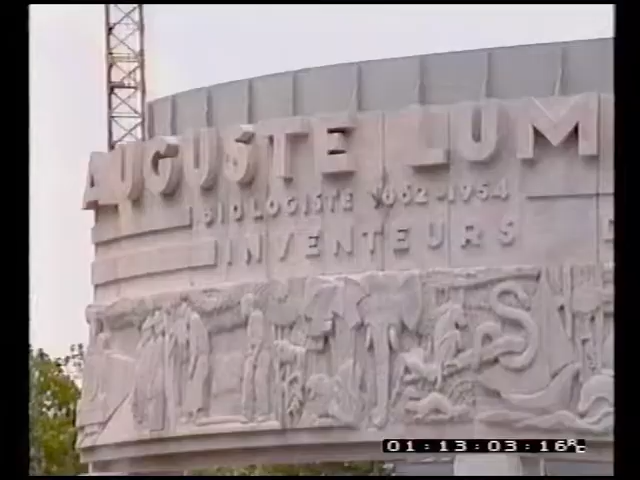 AUGUSTE LUM
BIOLOGISTE 1862-1954
INVENTEURS
01:13:03:16